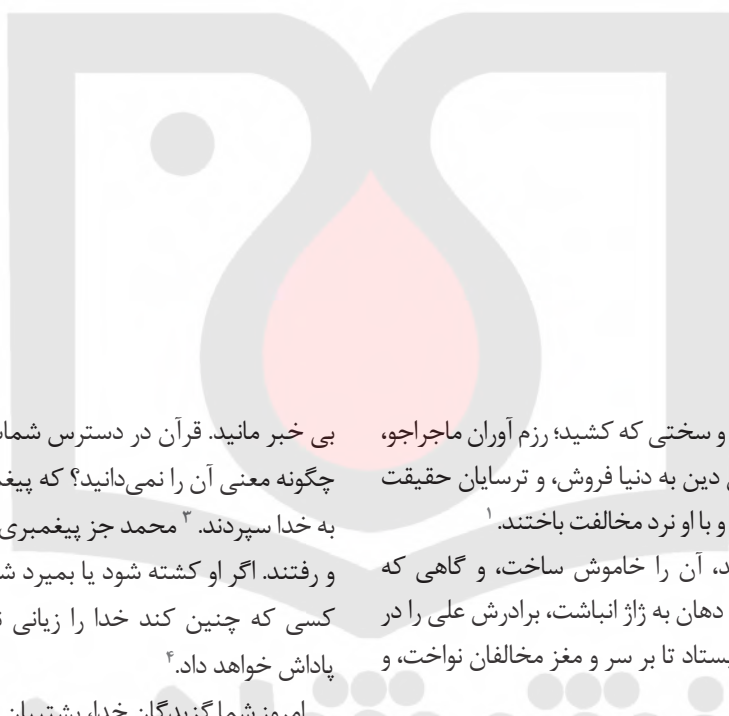 و سختی که کشید؛ رزم آوران ماجراجو،
دین به دنیا فروش، و ترسایان حقیقت
و با او نرد مخالفت باختند.۱
آن را خاموش ساخت، و گاهی که
دهان به ژاژ انباشت، برادرش علی را در
تا بر سر و مغز مخالفان نواخت، و
بی خبر مانید. قرآن در دسترس
چگونه معنی آن را نمی‌دانید؟ که
به خدا سپردند.۳ محمد جز پیغمبری
و رفتند. اگر او کشته شود یا بمیرد
کسی که چنین کند خدا را زیانی
پاداش خواهد داد.۴
امروز شما گزیدگان خدا، پشتیبان